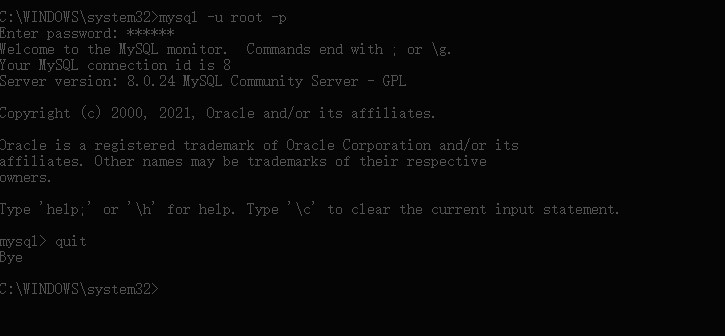 C:\WINDOWS\system32>mysql -u root -p
Enter password: ******
Welcome to the MySQL monitor.  Commands end with ; or \g.
Your MySQL connection id is 8
Server version: 8.0.24 MySQL Community Server - GPL
Copyright (c) 2000, 2021, Oracle and/or its affiliates.
Oracle is a registered trademark of Oracle Corporation and/or its
affiliates. Other names may be trademarks of their respective
owners.
Type 'help;' or '\h' for help. Type '\c' to clear the current input statement.
mysql> quit
Bye
C:\WINDOWS\system32>